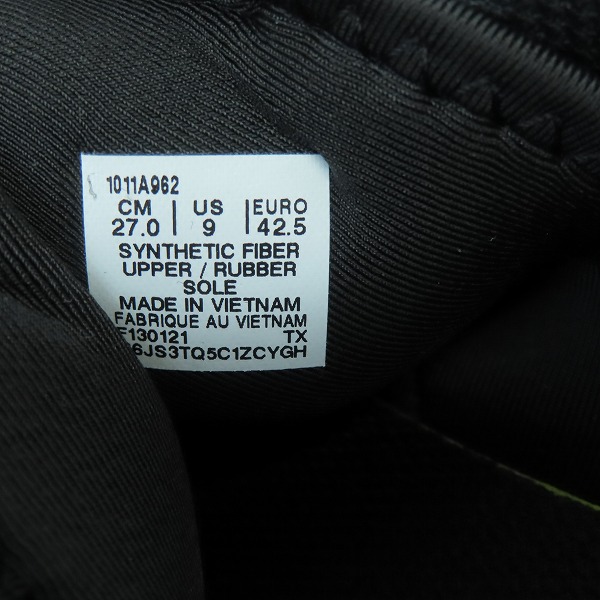 1011A962
CM | US | EURO
27.0 | 9 | 42.5
SYNTHETIC FIBER
UPPER / RUBBER
SOLE
MADE IN VIETNAM
FABRIQUE AU VIETNAM
F130121 TX
6JS3TQ5C1ZCYGH